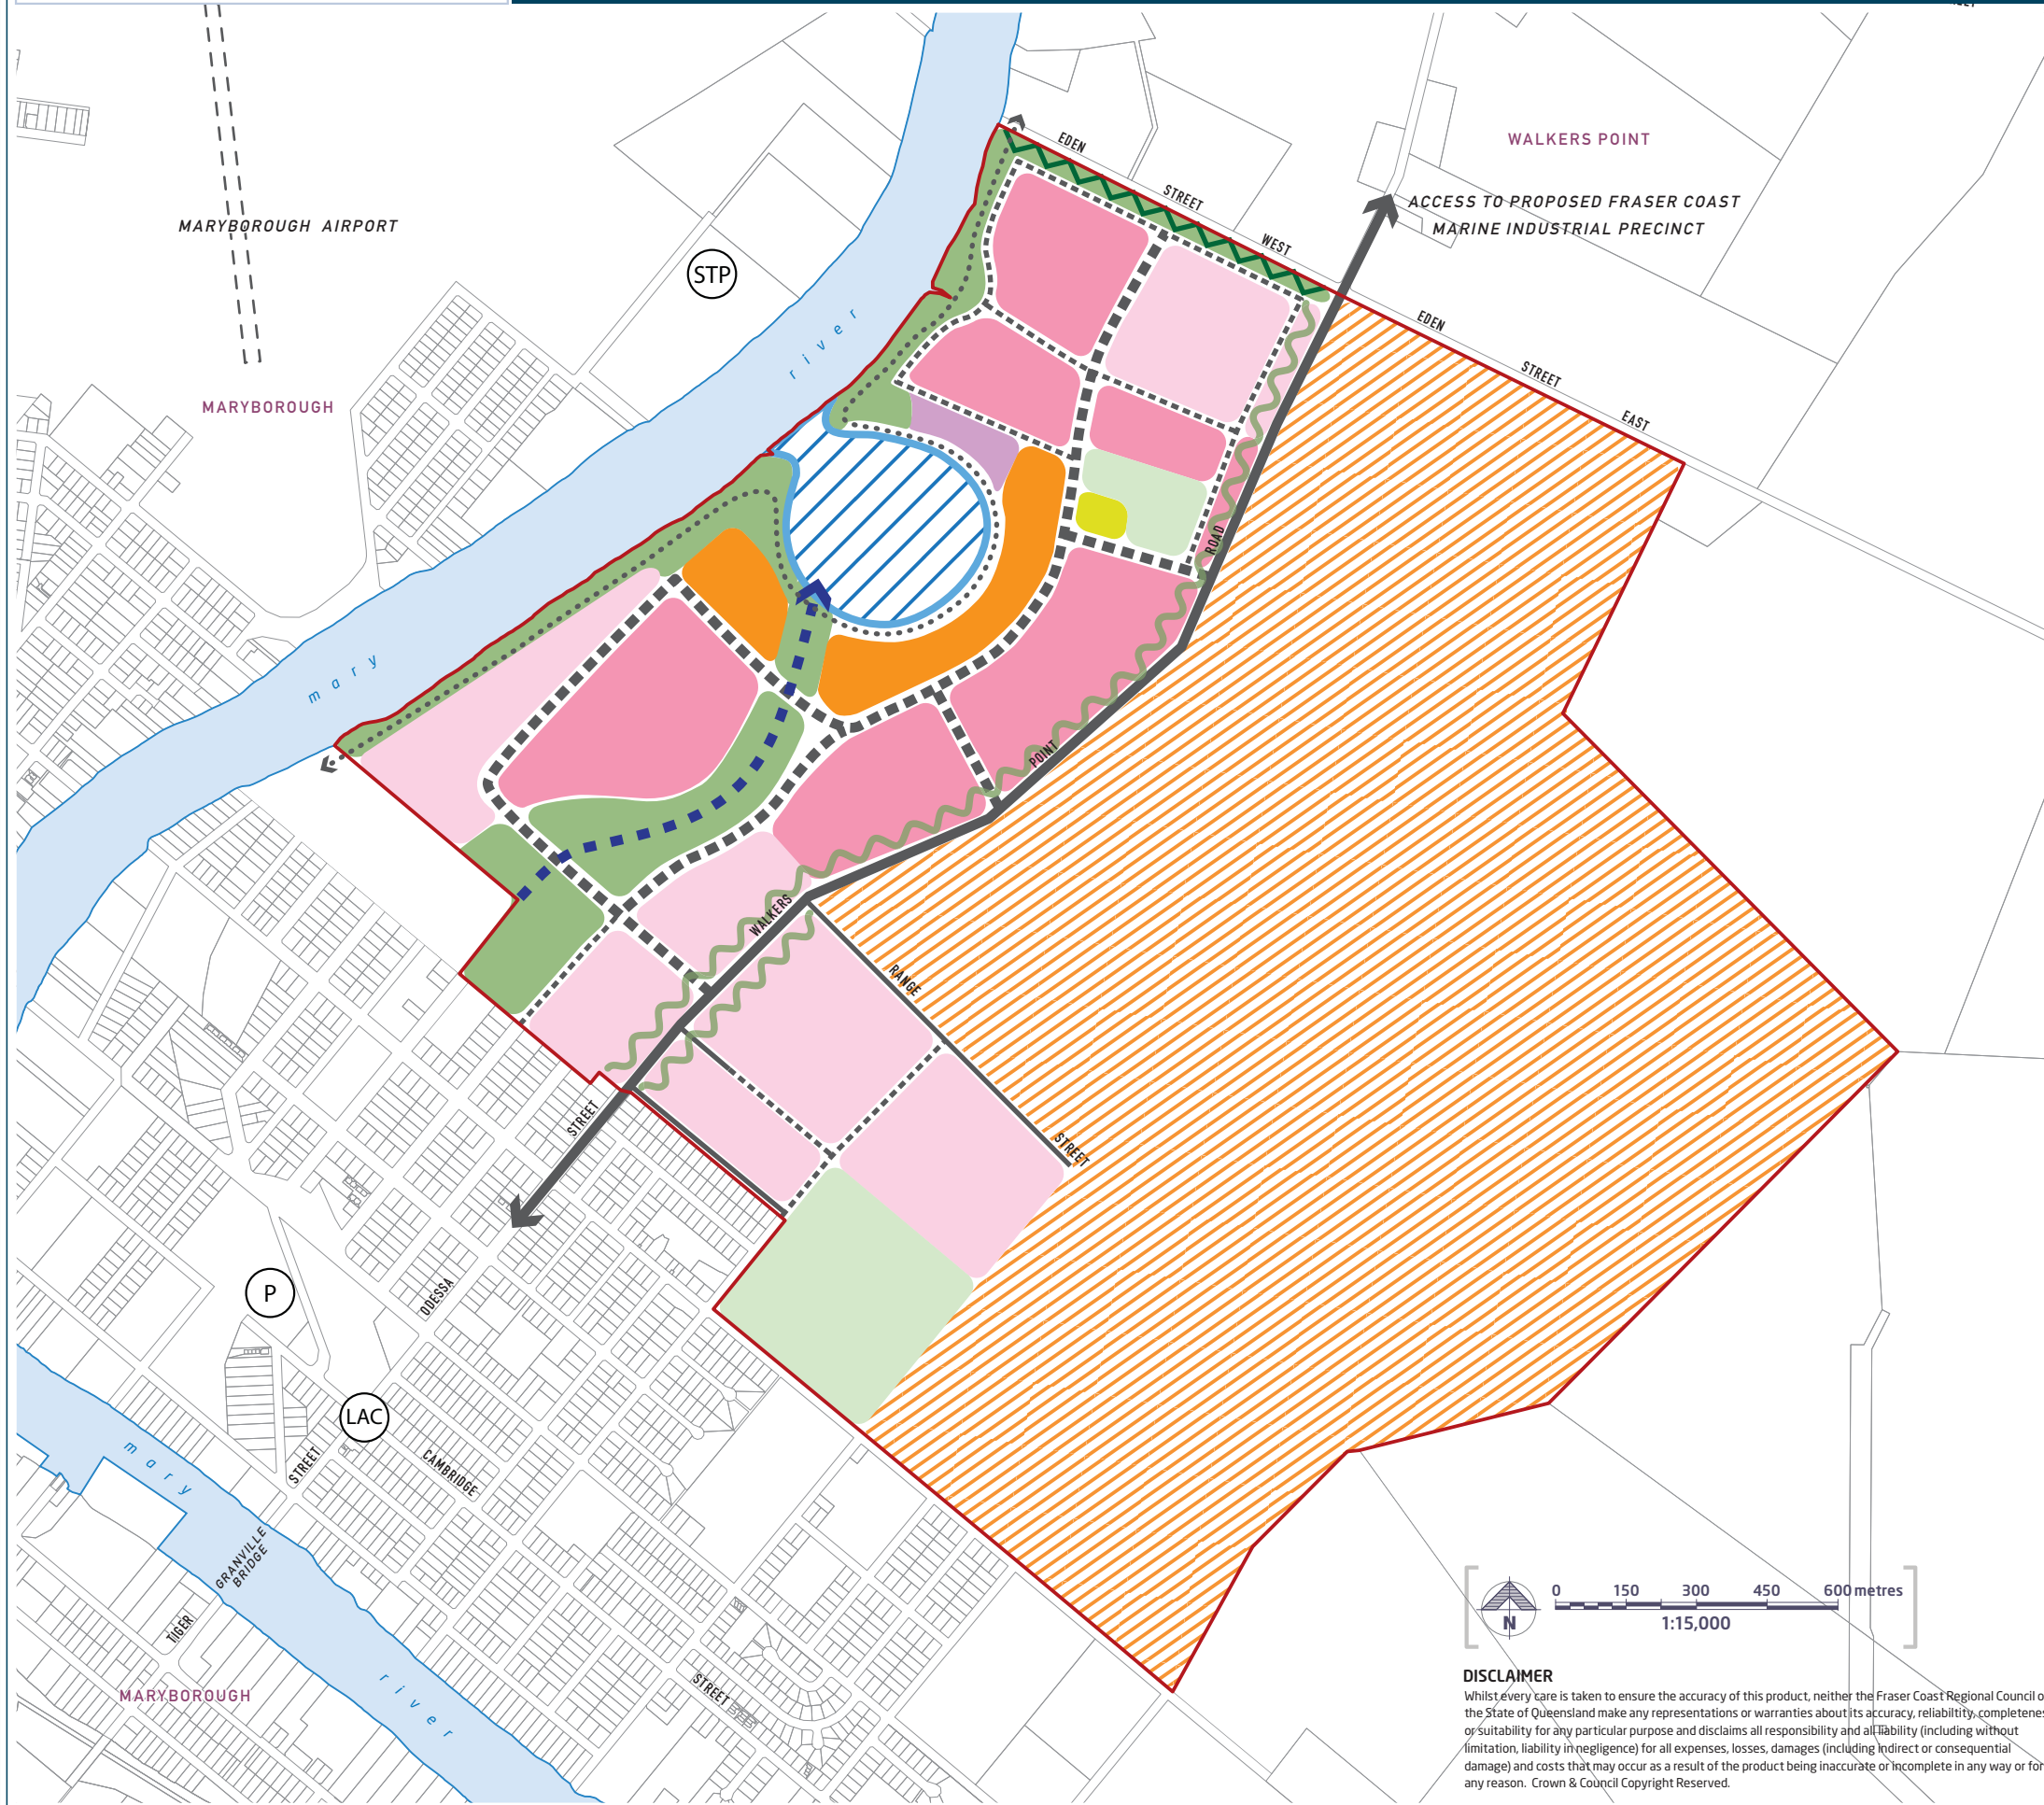 EDEN
STREET
WEST
WALKERS POINT
ACCESS TO PROPOSED FRASER COAST
MARINE INDUSTRIAL PRECINCT
MARYBOROUGH AIRPORT
STP
river
EDEN
STREET
EAST
MARYBOROUGH
ROAD
mary
POINT
WALKERS
RANGE
STREET
STREET
P
ODESSA
LAC
STREET
CAMBRIDGE
mary
GRANVILLE
BRIDGE
TIGER
MARYBOROUGH
river
STREET
0 150 300 450 600 metres
N
1:15,000
DISCLAIMER
Whilst every care is taken to ensure the accuracy of this product, neither the Fraser Coast Regional Council o
the State of Queensland make any representations or warranties about its accuracy, reliabiltity, completenes
or suitability for any particular purpose and disclaims all responsibility and all liability (including without
limitation, liability in negligence) for all expenses, losses, damages (including indirect or consequential
damage) and costs that may occur as a result of the product being inaccurate or incomplete in any way or for
any reason. Crown & Council Copyright Reserved.